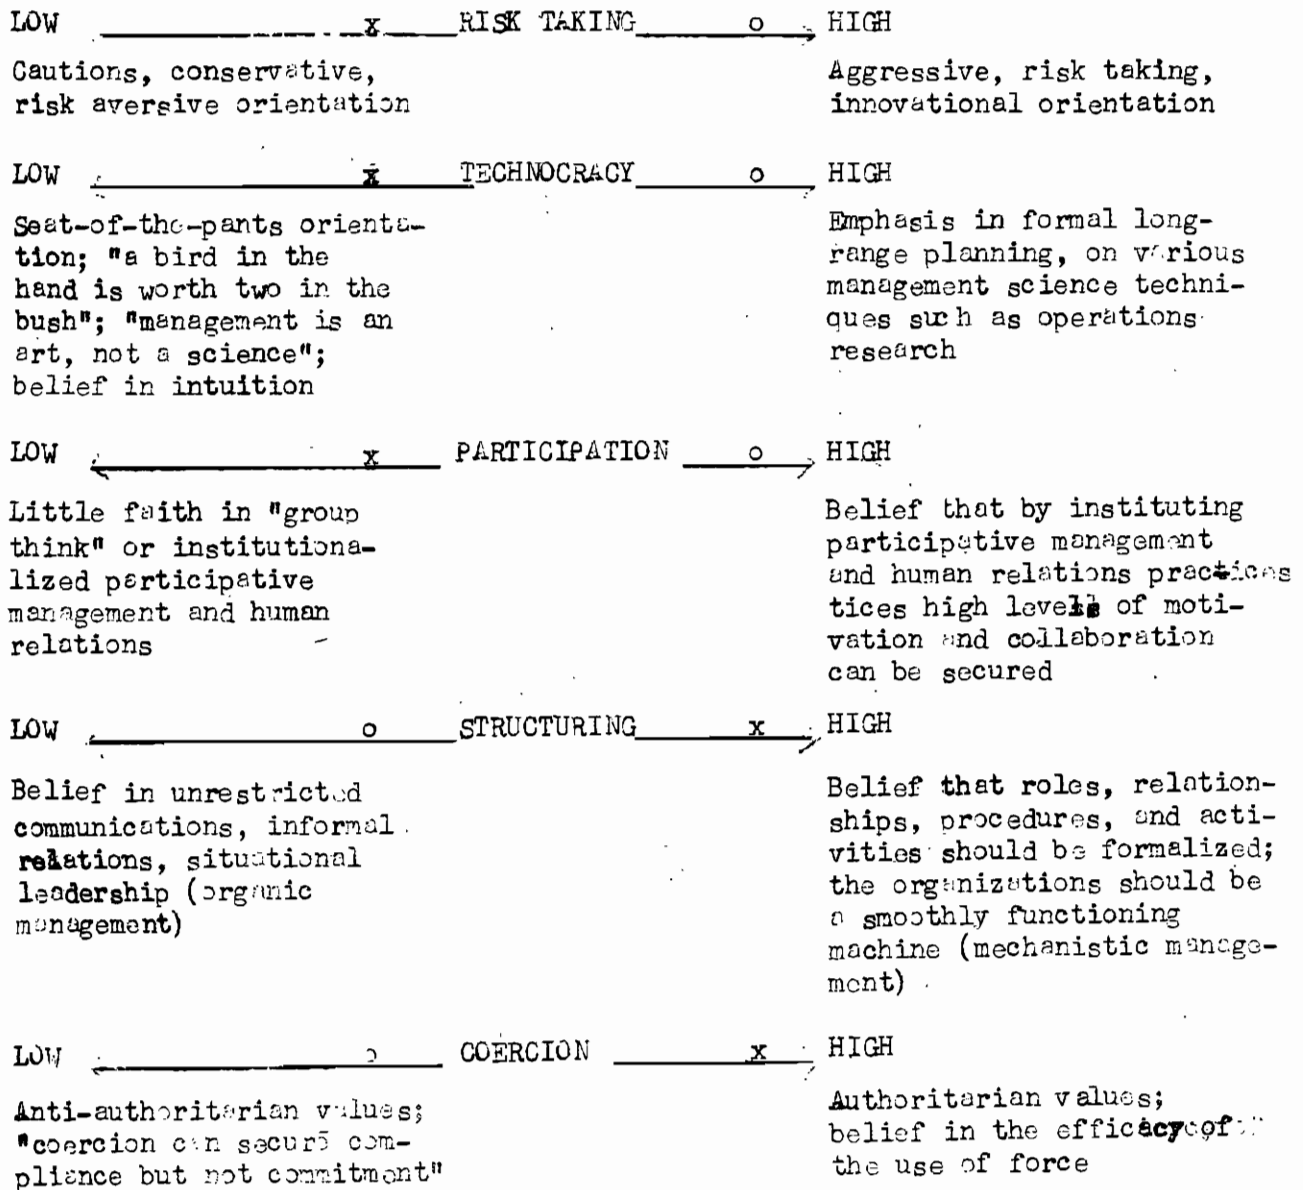 LOW x RISK TAKING o HIGH
Cautions, conservative,
risk aversive orientation
Aggressive, risk taking,
innovational orientation
LOW x TECHNOCRACY o HIGH
Seat-of-the-pants orienta-
tion; "a bird in the
hand is worth two in the
bush"; "management is an
art, not a science";
belief in intuition
Emphasis in formal long-
range planning, on various
management science techni-
ques such as operations
research
LOW x PARTICIPATION o HIGH
Little faith in "group
think" or instituționa-
lized participative
management and human
relations
Belief that by instituting
participative management
and human relations practices
tices high levels of moti-
vation and collaboration
can be secured
LOW o STRUCTURING x HIGH
Belief in unrestricted
communications, informal
relations, situational
leadership (organic
management)
Belief that roles, relation-
ships, procedures, and acti-
vities should be formalized;
the organizations should be
a smoothly functioning
machine (mechanistic manage-
ment)
LOW o COERCION x HIGH
Anti-authoritarian values;
"coercion can secure com-
pliance but not commitment"
Authoritarian values;
belief in the efficacy of
the use of force